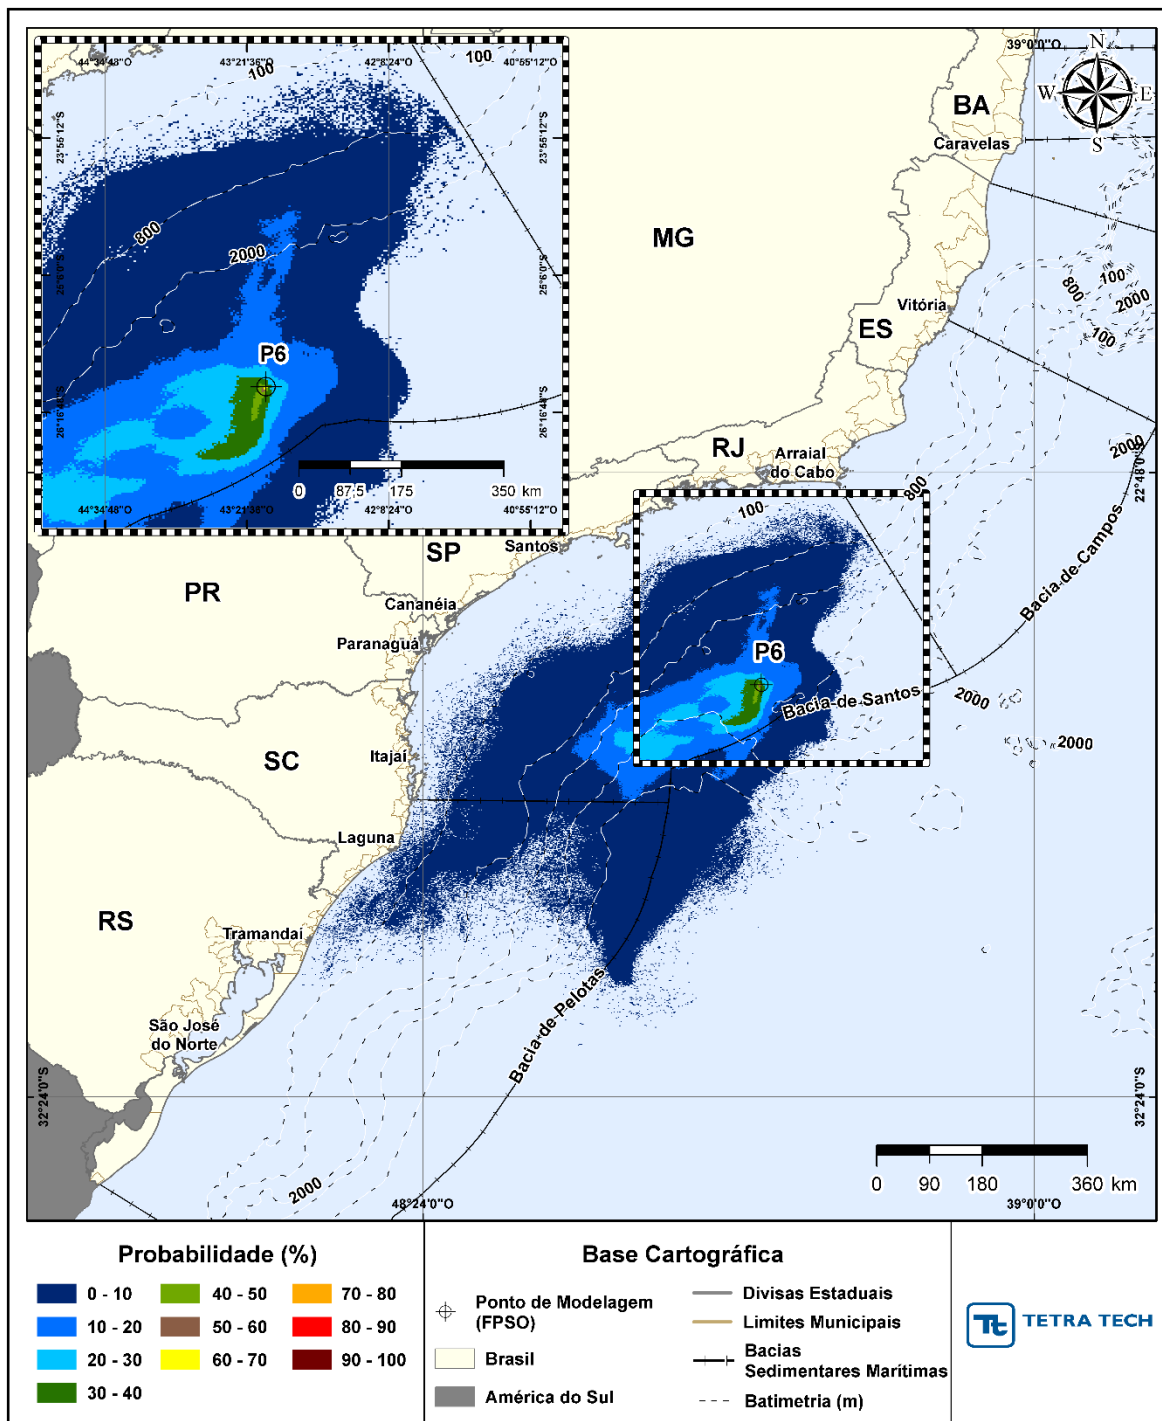 44°34'48"O
43°21'36"O
42°8'24"O
40°55'12"O
100
100
23°55'12"S
23°55'12"S
800
2000
25°6'0"S
25°6'0"S
P6
26°16'48"S
26°16'48"S
0 87,5 175 350 km
44°34'48"O
43°21'36"O
42°8'24"O
40°55'12"O
39°0'0"O
N
W E
S
BA
Caravelas
MG
Vitória
ES
800
100
2000
100
RJ
Arraial
do Cabo
2000
22°48'0"S
800
100
Bacia de Campos
SP
Santos
PR
Cananéia
Paranaguá
P6
Bacia de Santos
2000
2000
SC
Itajaí
Laguna
RS
Tramandaí
São José
do Norte
Bacia de Pelotas
32°24'0"S
32°24'0"S
2000
0 90 180 360 km
48°24'0"O
39°0'0"O
Probabilidade (%)
0 - 10
10 - 20
20 - 30
30 - 40
40 - 50
50 - 60
60 - 70
70 - 80
80 - 90
90 - 100
Base Cartográfica
Ponto de Modelagem
(FPSO)
Brasil
América do Sul
Divisas Estaduais
Limites Municipais
Bacias
Sedimentares Marítimas
Batimetria (m)
Tt TETRA TECH